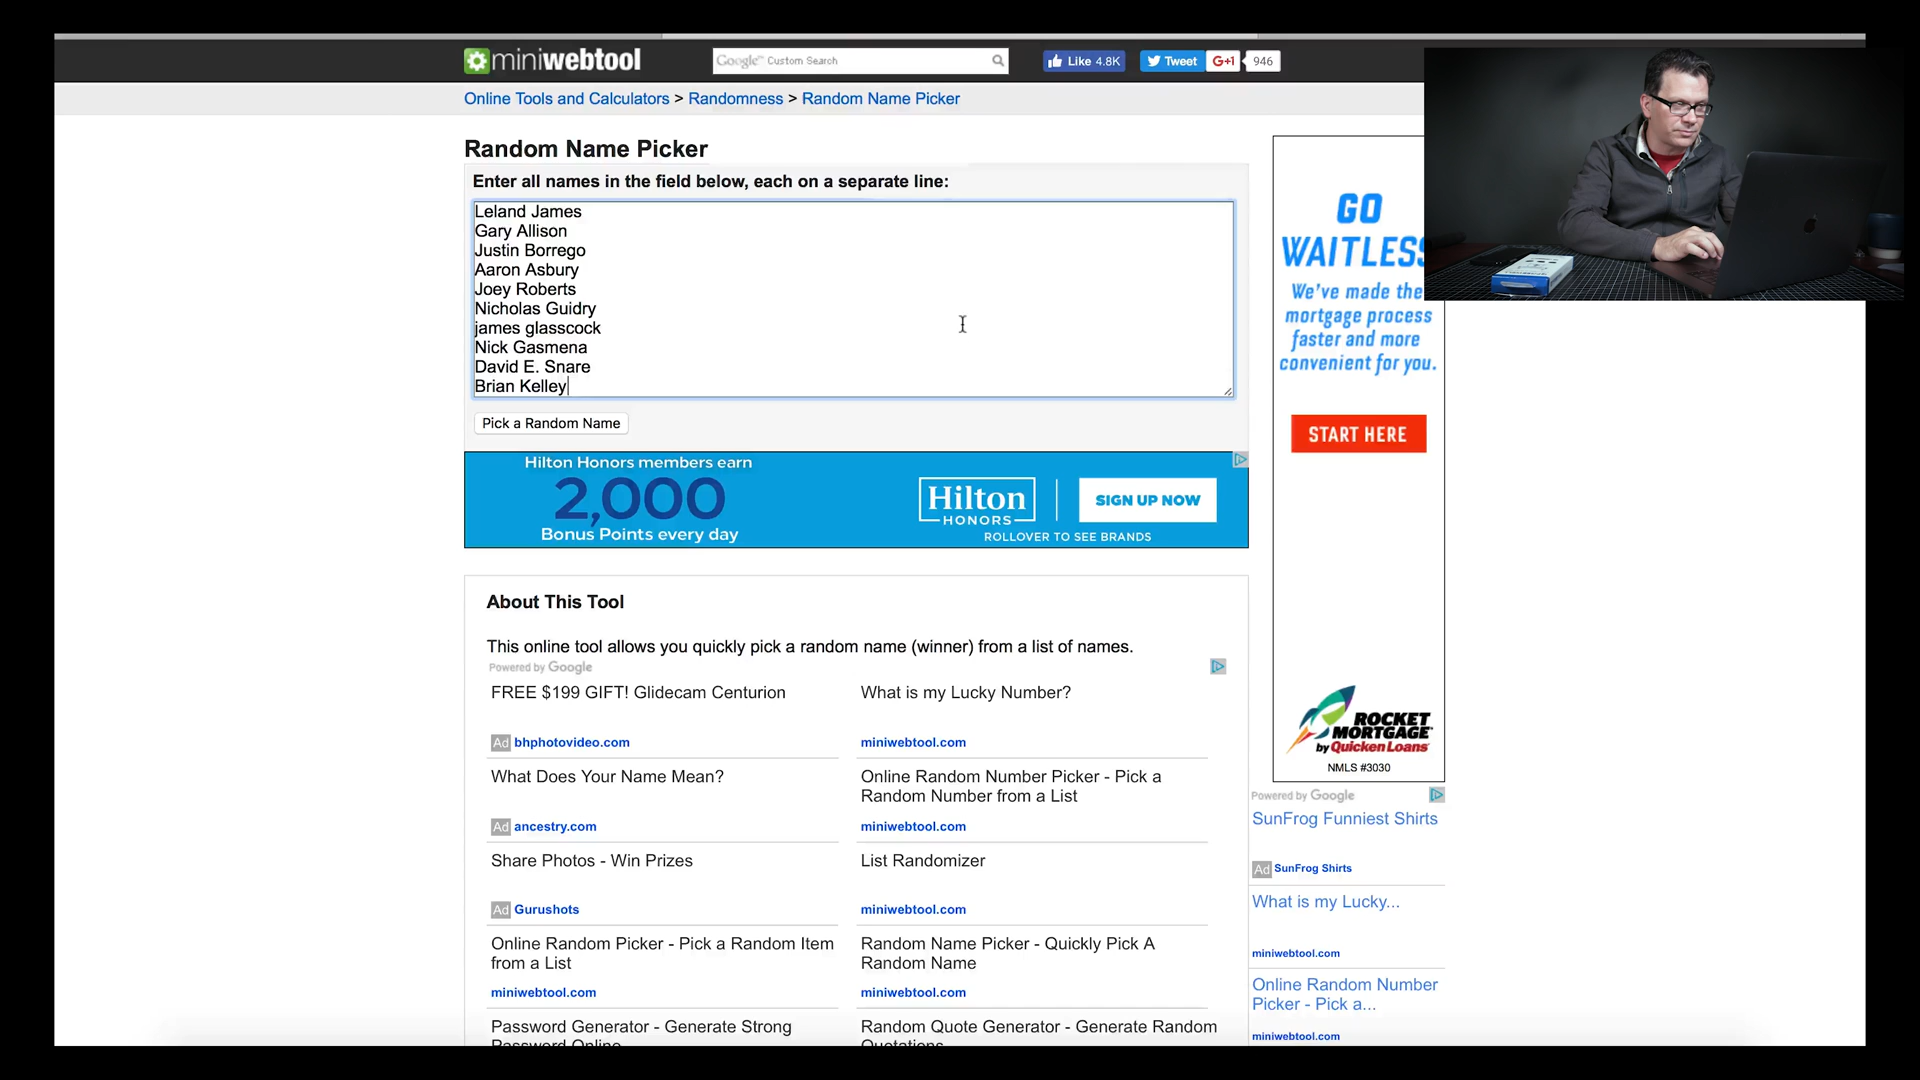 miniwebtool
Google™ Custom Search
Like 4.8K
Tweet
G+1
946
Online Tools and Calculators > Randomness > Random Name Picker
Random Name Picker
Enter all names in the field below, each on a separate line:
Leland James
Gary Allison
Justin Borrego
Aaron Asbury
Joey Roberts
Nicholas Guidry
james glasscock
Nick Gasmena
David E. Snare
Brian Kelley
Pick a Random Name
Hilton Honors members earn
2,000
Bonus Points every day
Hilton
HONORS
SIGN UP NOW
ROLLOVER TO SEE BRANDS
About This Tool
This online tool allows you quickly pick a random name (winner) from a list of names.
Powered by Google
FREE $199 GIFT! Glidecam Centurion
Ad bhphotovideo.com
What is my Lucky Number?
miniwebtool.com
What Does Your Name Mean?
Ad ancestry.com
Online Random Number Picker - Pick a
Random Number from a List
miniwebtool.com
Share Photos - Win Prizes
Ad Gurushots
List Randomizer
miniwebtool.com
Online Random Picker - Pick a Random Item
from a List
miniwebtool.com
Random Name Picker - Quickly Pick A
Random Name
miniwebtool.com
Password Generator - Generate Strong
Password Online
Random Quote Generator - Generate Random
Quotations
GO
WAITLESS
We've made the
mortgage process
faster and more
convenient for you.
START HERE
ROCKET
MORTGAGE
by Quicken Loans
NMLS #3030
Powered by Google
SunFrog Funniest Shirts
Ad SunFrog Shirts
What is my Lucky...
miniwebtool.com
Online Random Number
Picker - Pick a...
miniwebtool.com